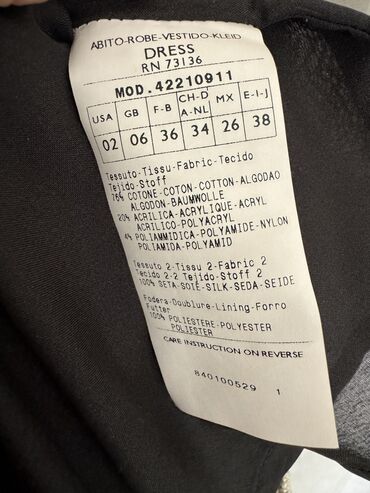 ABITO-ROBE-VESTIDO-KLEID
DRESS
RN 73136
MOD.42210911
USA GB F-B CH-D A-NL MX E-I-J
02 06 36 34 26 38
Tessuto-Tissu-Fabric-Tecido
Tejido-Stoff
76% COTONE-COTON-COTTON-ALGODAO
ALGODON-BAUMWOLLE
20% ACRILICA-ACRYLIQUE-ACRYL
ACRILICO-POLYACRYL
4% POLIAMMIDICA-POLYAMIDE-NYLON
POLIAMIDA-POLYAMID
Tessuto 2-Tissu 2-Fabric 2
Tecido 2-2 Tejido-Stoff 2
100% SETA-SOIE-SILK-SEDA-SEIDE
Fodera-Doublure-Lining-Forro
Futter
100% POLIESTERE-POLYESTER
POLIESTER
CARE INSTRUCTION ON REVERSE
840100529 1